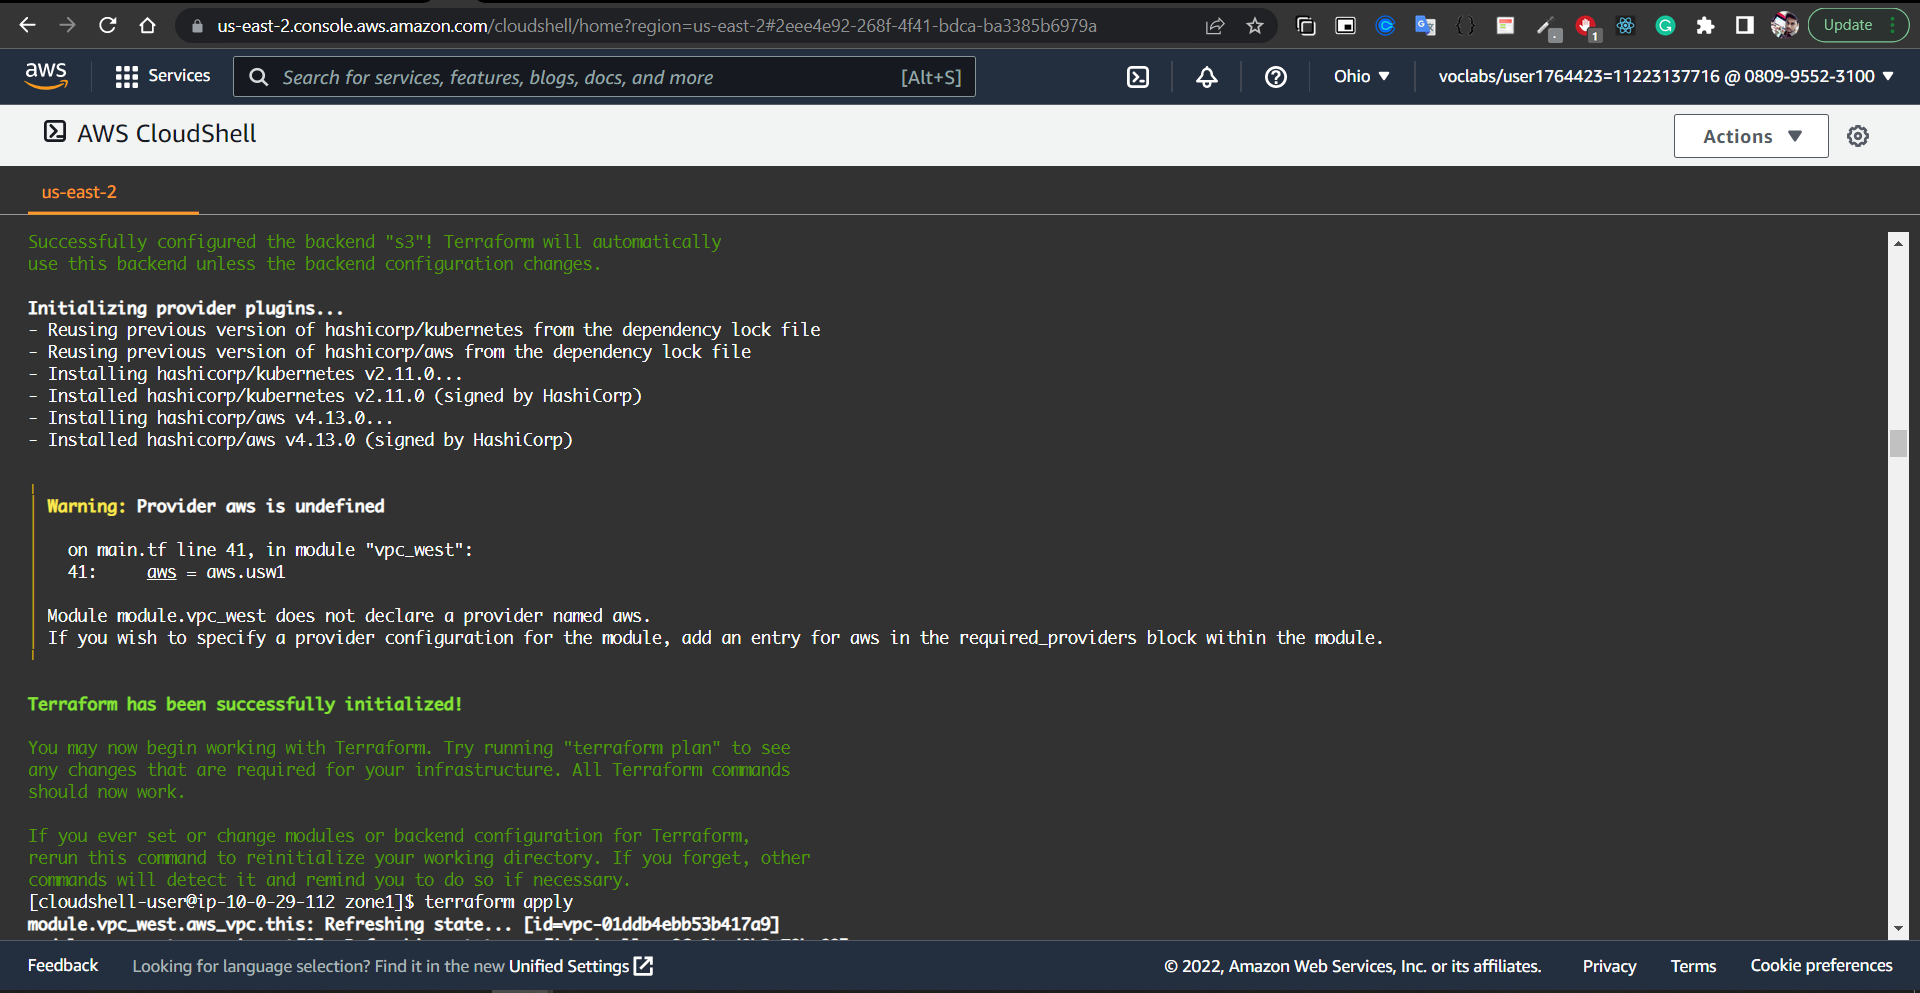 us-east-2.console.aws.amazon.com/cloudshell/home?region=us-east-2#2eee4e92-268f-4f41-bdca-ba3385b6979a
1
Update
aws
Services
Search for services, features, blogs, docs, and more
[Alt+S]
Ohio
voclabs/user1764423=11223137716 @ 0809-9552-3100
AWS CloudShell
Actions
us-east-2
Successfully configured the backend "s3"! Terraform will automatically
use this backend unless the backend configuration changes.
Initializing provider plugins...
- Reusing previous version of hashicorp/kubernetes from the dependency lock file
- Reusing previous version of hashicorp/aws from the dependency lock file
- Installing hashicorp/kubernetes v2.11.0...
- Installed hashicorp/kubernetes v2.11.0 (signed by HashiCorp)
- Installing hashicorp/aws v4.13.0...
- Installed hashicorp/aws v4.13.0 (signed by HashiCorp)
Warning: Provider aws is undefined
on main.tf line 41, in module "vpc_west":
41: aws = aws.usw1
Module module.vpc_west does not declare a provider named aws.
If you wish to specify a provider configuration for the module, add an entry for aws in the required_providers block within the module.
Terraform has been successfully initialized!
You may now begin working with Terraform. Try running "terraform plan" to see
any changes that are required for your infrastructure. All Terraform commands
should now work.
If you ever set or change modules or backend configuration for Terraform,
rerun this command to reinitialize your working directory. If you forget, other
commands will detect it and remind you to do so if necessary.
[cloudshell-user@ip-10-0-29-112 zone1]$ terraform apply
module.vpc_west.aws_vpc.this: Refreshing state... [id=vpc-01ddb4ebb53b417a9]
Feedback
Looking for language selection? Find it in the new Unified Settings
© 2022, Amazon Web Services, Inc. or its affiliates.
Privacy
Terms
Cookie preferences